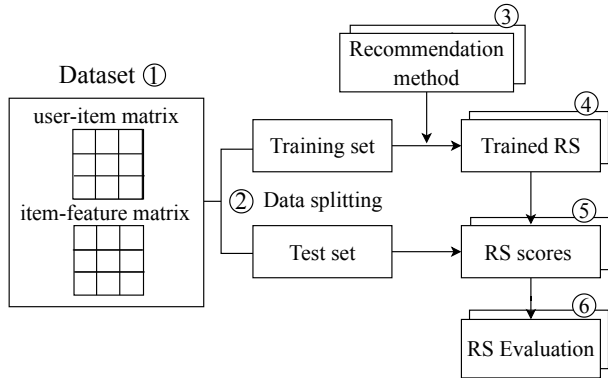 ③
Recommendation
method
Dataset ①
user-item matrix
item-feature matrix
② Data splitting
Training set
④
Trained RS
Test set
⑤
RS scores
⑥
RS Evaluation